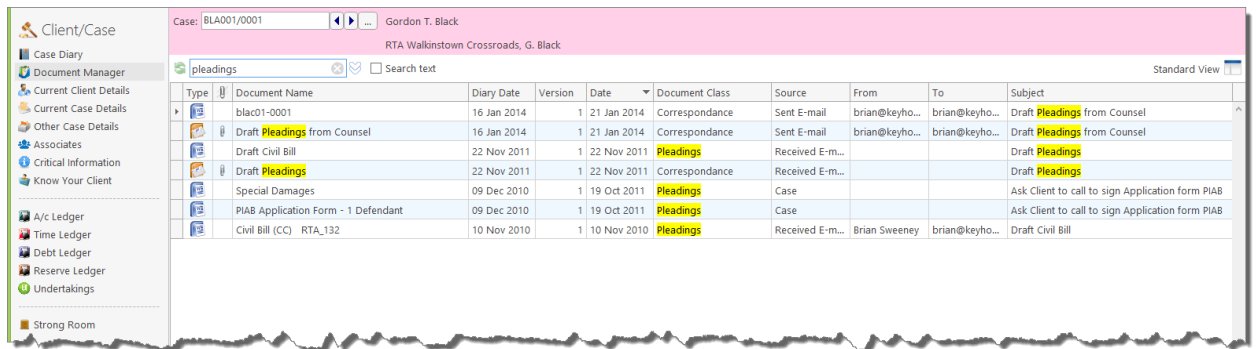 Client/Case
Case Diary
Document Manager
Current Client Details
Current Case Details
Other Case Details
Associates
Critical Information
Know Your Client
A/c Ledger
Time Ledger
Debt Ledger
Reserve Ledger
Undertakings
Strong Room
Case: BLA001/0001 ... Gordon T. Black
RTA Walkinstown Crossroads, G. Black
pleadings Search text Standard View
Type Document Name Diary Date Version Date Document Class Source From To Subject
blac01-0001 16 Jan 2014 1 21 Jan 2014 Correspondence Sent E-mail brian@keyho... brian@keyho... Draft Pleadings from Counsel
Draft Pleadings from Counsel 16 Jan 2014 1 21 Jan 2014 Correspondence Sent E-mail brian@keyho... brian@keyho... Draft Pleadings from Counsel
Draft Civil Bill 22 Nov 2011 1 22 Nov 2011 Pleadings Received E-m... Draft Pleadings
Draft Pleadings 22 Nov 2011 1 22 Nov 2011 Correspondence Received E-m... Draft Pleadings
Special Damages 09 Dec 2010 1 19 Oct 2011 Pleadings Case Ask Client to call to sign Application form PIAB
PIAB Application Form - 1 Defendant 09 Dec 2010 1 19 Oct 2011 Pleadings Case Ask Client to call to sign Application form PIAB
Civil Bill (CC) RTA_132 10 Nov 2010 1 10 Nov 2010 Pleadings Received E-m... Brian Sweeney brian@keyho... Draft Civil Bill